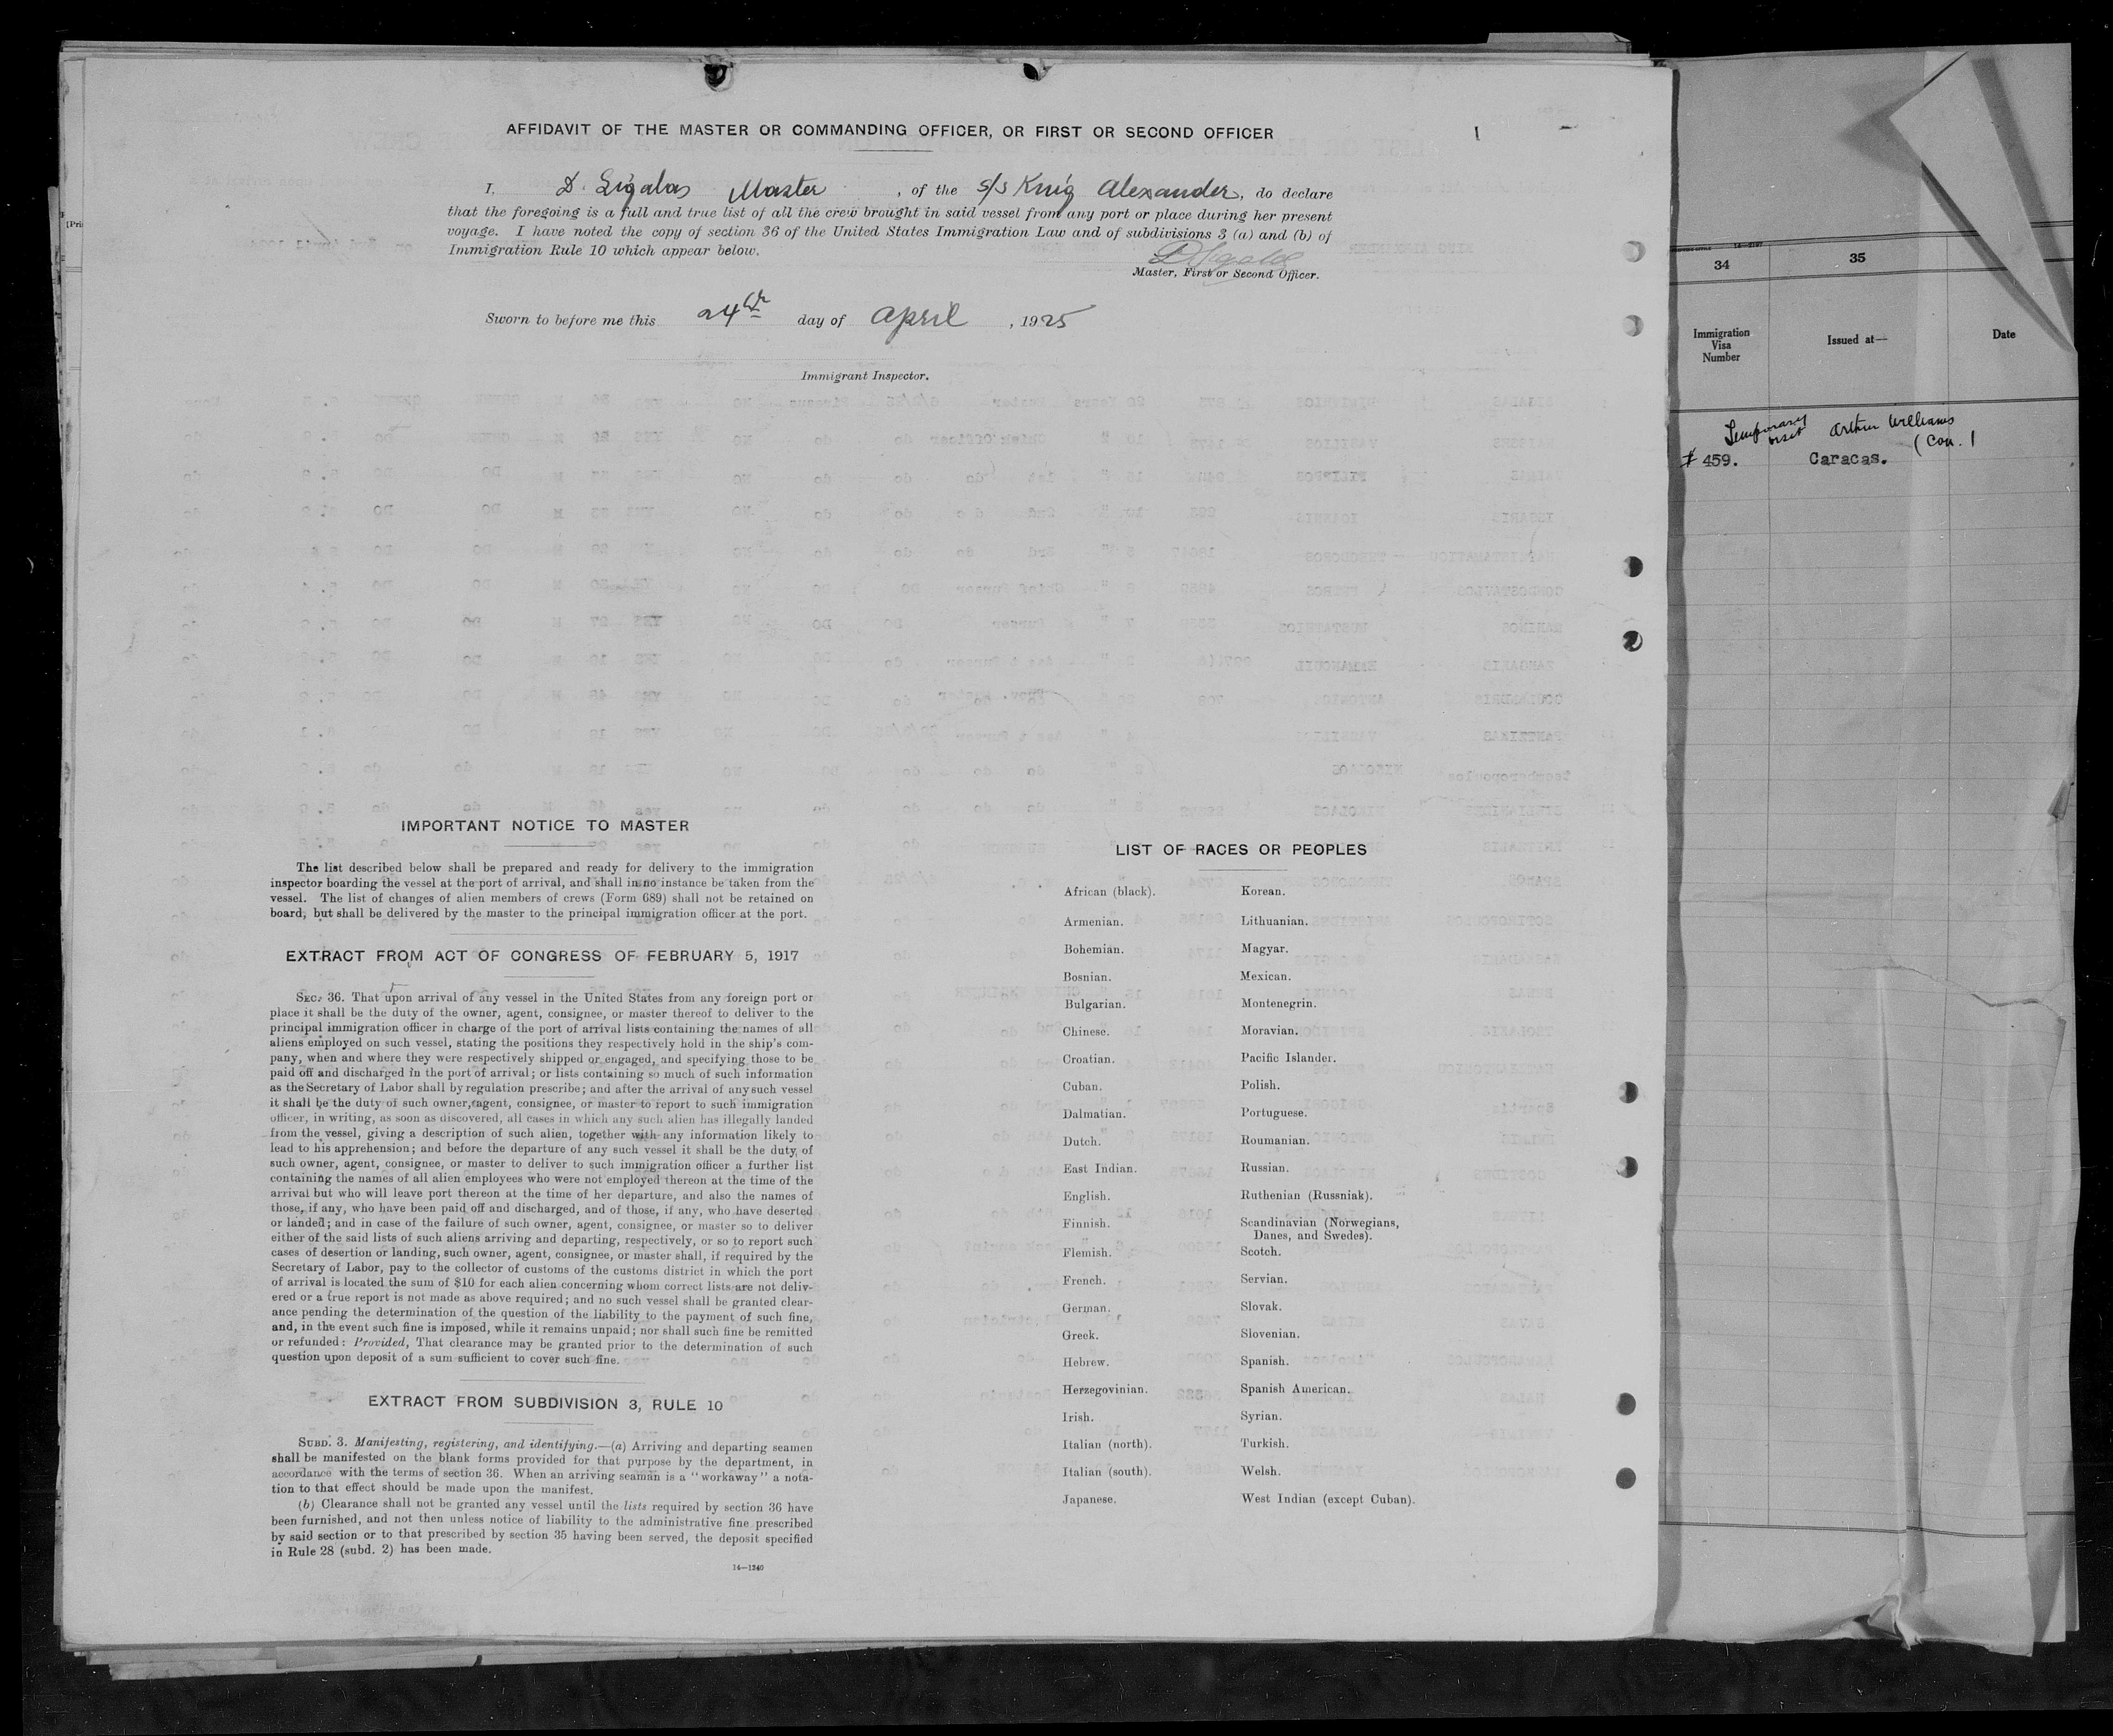 AFFIDAVIT OF THE MASTER OR COMMANDING OFFICER, OR FIRST OR SECOND OFFICER
I, D. Sigalas Master, of the S/S King Alexander, do declare
that the foregoing is a full and true list of all the crew brought in said vessel from any port or place during her present
voyage. I have noted the copy of section 36 of the United States Immigration Law and of subdivisions 3 (a) and (b) of
Immigration Rule 10 which appear below.
Master, First or Second Officer.
Sworn to before me this 24th day of April, 1925
Immigrant Inspector.
IMPORTANT NOTICE TO MASTER
The list described below shall be prepared and ready for delivery to the immigration
inspector boarding the vessel at the port of arrival, and shall in no instance be taken from the
vessel. The list of changes of alien members of crews (Form 689) shall not be retained on
board, but shall be delivered by the master to the principal immigration officer at the port.
EXTRACT FROM ACT OF CONGRESS OF FEBRUARY 5, 1917
SEC. 36. That upon arrival of any vessel in the United States from any foreign port or
place it shall be the duty of the owner, agent, consignee, or master thereof to deliver to the
principal immigration officer in charge of the port of arrival lists containing the names of all
aliens employed on such vessel, stating the positions they respectively hold in the ship's com-
pany, when and where they were respectively shipped or engaged, and specifying those to be
paid off and discharged in the port of arrival; or lists containing so much of such information
as the Secretary of Labor shall by regulation prescribe; and after the arrival of any such vessel
it shall be the duty of such owner, agent, consignee, or master to report to such immigration
officer, in writing, as soon as discovered, all cases in which any such alien has illegally landed
from the vessel, giving a description of such alien, together with any information likely to
lead to his apprehension; and before the departure of any such vessel it shall be the duty of
such owner, agent, consignee, or master to deliver to such immigration officer a further list
containing the names of all alien employees who were not employed thereon at the time of the
arrival but who will leave port thereon at the time of her departure, and also the names of
those, if any, who have been paid off and discharged, and of those, if any, who have deserted
or landed; and in case of the failure of such owner, agent, consignee, or master so to deliver
either of the said lists of such aliens arriving and departing, respectively, or so to report such
cases of desertion or landing, such owner, agent, consignee, or master shall, if required by the
Secretary of Labor, pay to the collector of customs of the customs district in which the port
of arrival is located the sum of $10 for each alien concerning whom correct lists are not deliv-
ered or a true report is not made as above required; and no such vessel shall be granted clear-
ance pending the determination of the question of the liability to the payment of such fine,
and, in the event such fine is imposed, while it remains unpaid; nor shall such fine be remitted
or refunded: Provided, That clearance may be granted prior to the determination of such
question upon deposit of a sum sufficient to cover such fine.
EXTRACT FROM SUBDIVISION 3, RULE 10
SUBD. 3. Manifesting, registering, and identifying.—(a) Arriving and departing seamen
shall be manifested on the blank forms provided for that purpose by the department, in
accordance with the terms of section 36. When an arriving seaman is a "workaway" a nota-
tion to that effect should be made upon the manifest.
(b) Clearance shall not be granted any vessel until the lists required by section 36 have
been furnished, and not then unless notice of liability to the administrative fine prescribed
by said section or to that prescribed by section 35 having been served, the deposit specified
in Rule 28 (subd. 2) has been made.
14—1240
LIST OF RACES OR PEOPLES
African (black).
Armenian.
Bohemian.
Bosnian.
Bulgarian.
Chinese.
Croatian.
Cuban.
Dalmatian.
Dutch.
East Indian.
English.
Finnish.
Flemish.
French.
German.
Greek.
Hebrew.
Herzegovinian.
Irish.
Italian (north).
Italian (south).
Japanese.
Korean.
Lithuanian.
Magyar.
Mexican.
Montenegrin.
Moravian.
Pacific Islander.
Polish.
Portuguese.
Roumanian.
Russian.
Ruthenian (Russniak).
Scandinavian (Norwegians,
Danes, and Swedes).
Scotch.
Servian.
Slovak.
Slovenian.
Spanish.
Spanish American.
Syrian.
Turkish.
Welsh.
West Indian (except Cuban).
34
35
Immigration
Visa
Number
Issued at—
Date
Temporary
visit
Arthur Williams
(Con.)
# 459.
Caracas.